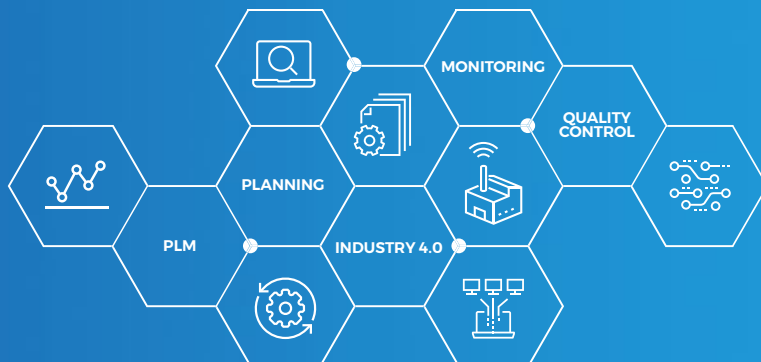 MONITORING
QUALITY
CONTROL
PLANNING
PLM
INDUSTRY 4.0